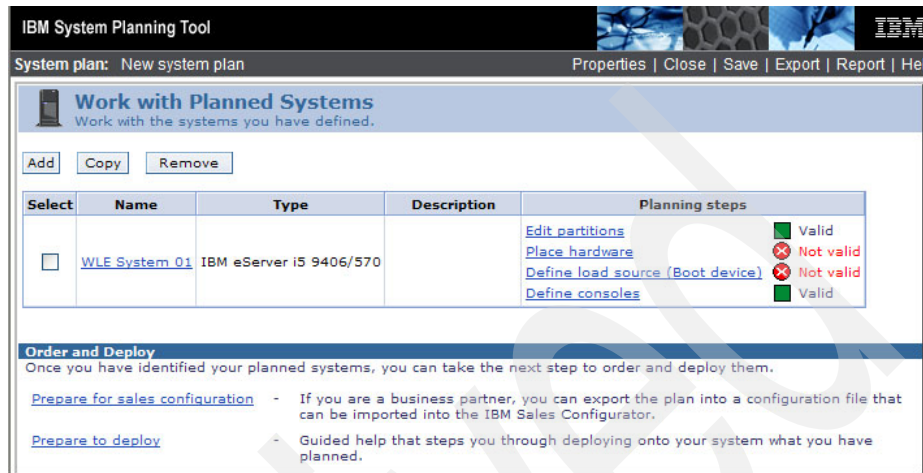 IBM System Planning Tool
IBM
System plan: New system plan
Properties | Close | Save | Export | Report | He
Work with Planned Systems
Work with the systems you have defined.
Add Copy Remove
Select Name Type Description Planning steps
WLE System 01 IBM eServer i5 9406/570
Edit partitions Valid
Place hardware Not valid
Define load source (Boot device) Not valid
Define consoles Valid
Order and Deploy
Once you have identified your planned systems, you can take the next step to order and deploy them.
Prepare for sales configuration - If you are a business partner, you can export the plan into a configuration file that
can be imported into the IBM Sales Configurator.
Prepare to deploy - Guided help that steps you through deploying onto your system what you have
planned.